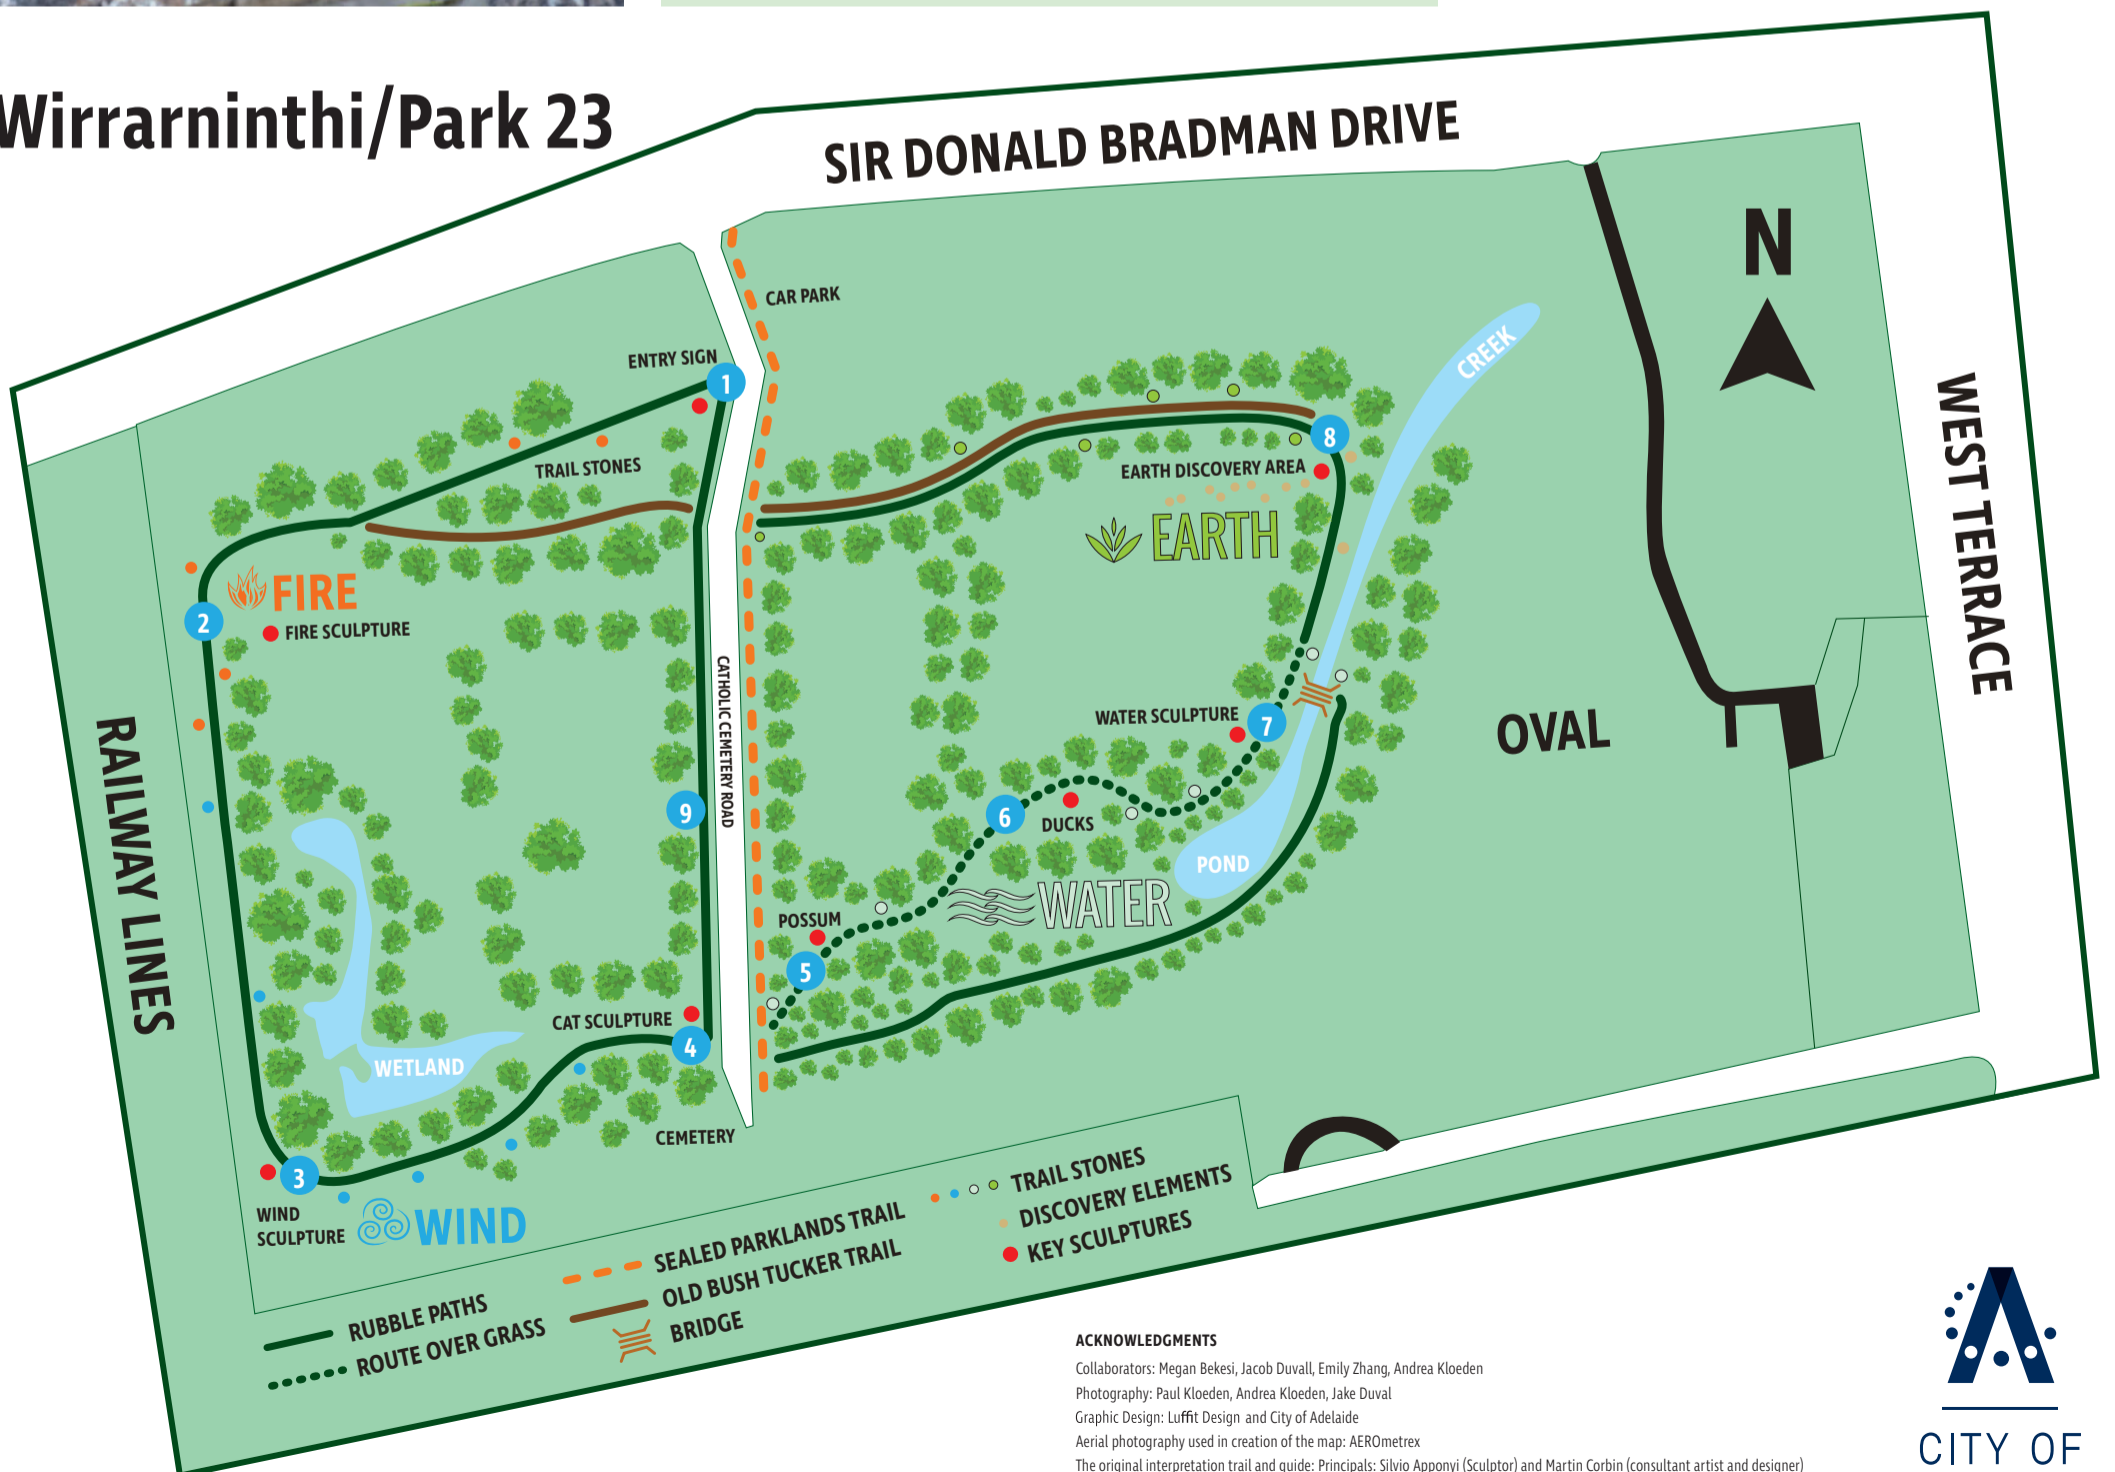 Wirrarninthi/Park 23
SIR DONALD BRADMAN DRIVE
N
CAR PARK
CREEK
ENTRY SIGN
1
8
TRAIL STONES
EARTH DISCOVERY AREA
EARTH
WEST TERRACE
FIRE
2
FIRE SCULPTURE
CATHOLIC CEMETERY ROAD
RAILWAY LINES
WATER SCULPTURE
7
OVAL
9
6
DUCKS
POND
WATER
POSSUM
5
CAT SCULPTURE
4
WETLAND
CEMETERY
3
WIND
SCULPTURE
WIND
RUBBLE PATHS
ROUTE OVER GRASS
SEALED PARKLANDS TRAIL
OLD BUSH TUCKER TRAIL
BRIDGE
TRAIL STONES
DISCOVERY ELEMENTS
KEY SCULPTURES
ACKNOWLEDGMENTS
Collaborators: Megan Bekesi, Jacob Duvall, Emily Zhang, Andrea Kloeden
Photography: Paul Kloeden, Andrea Kloeden, Jake Duval
Graphic Design: Luffit Design and City of Adelaide
Aerial photography used in creation of the map: AEROmetrex
The original interpretation trail and guide: Principals: Silvio Apponyi (Sculptor) and Martin Corbin (consultant artist and designer)
CITY OF